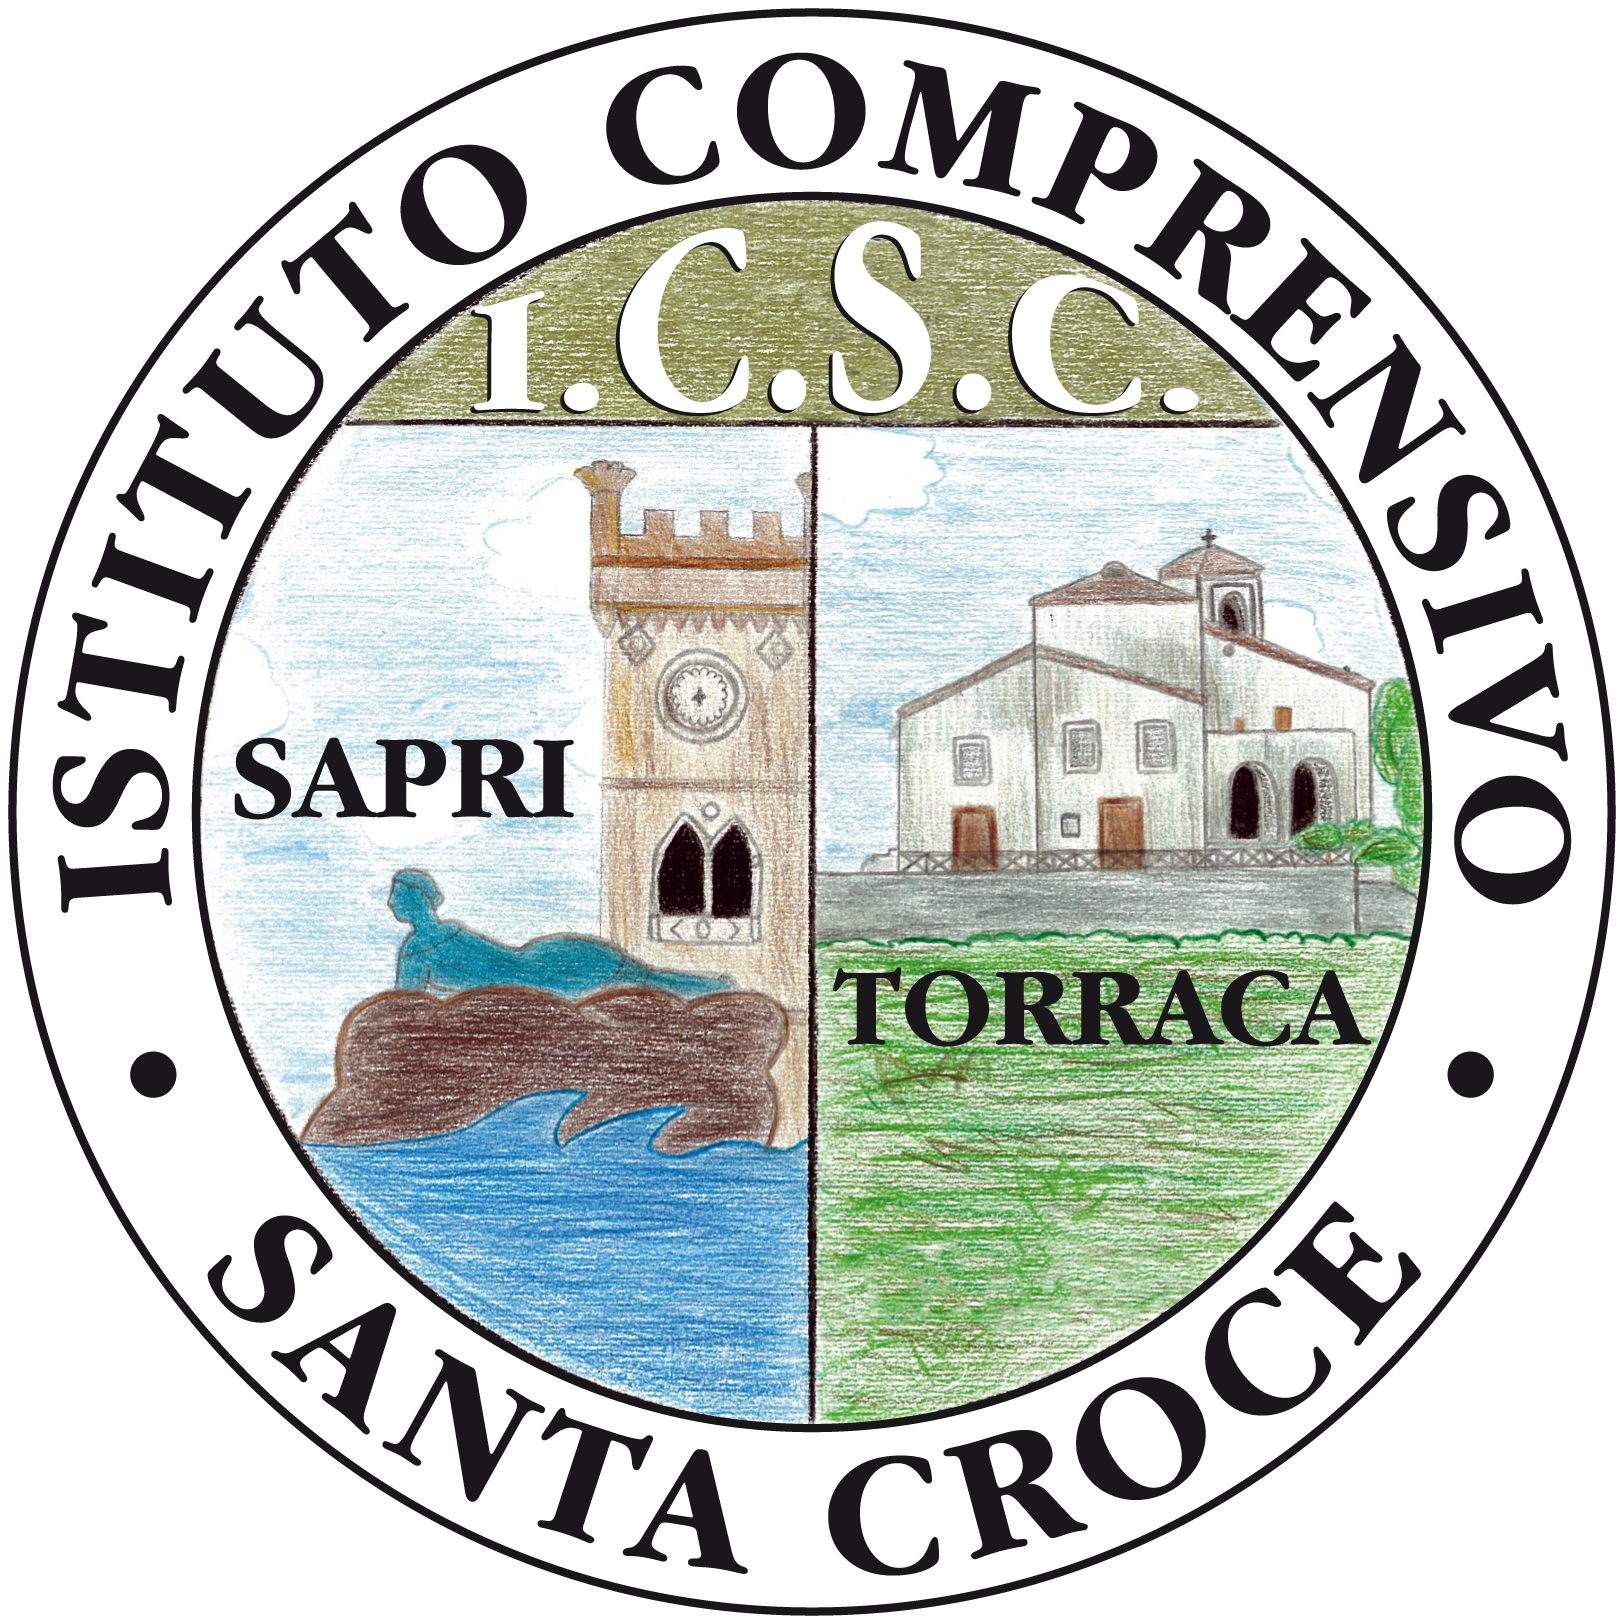 ISTITUTO COMPRENSIVO
I.C.S.C.
SAPRI
TORRACA
• SANTA CROCE •